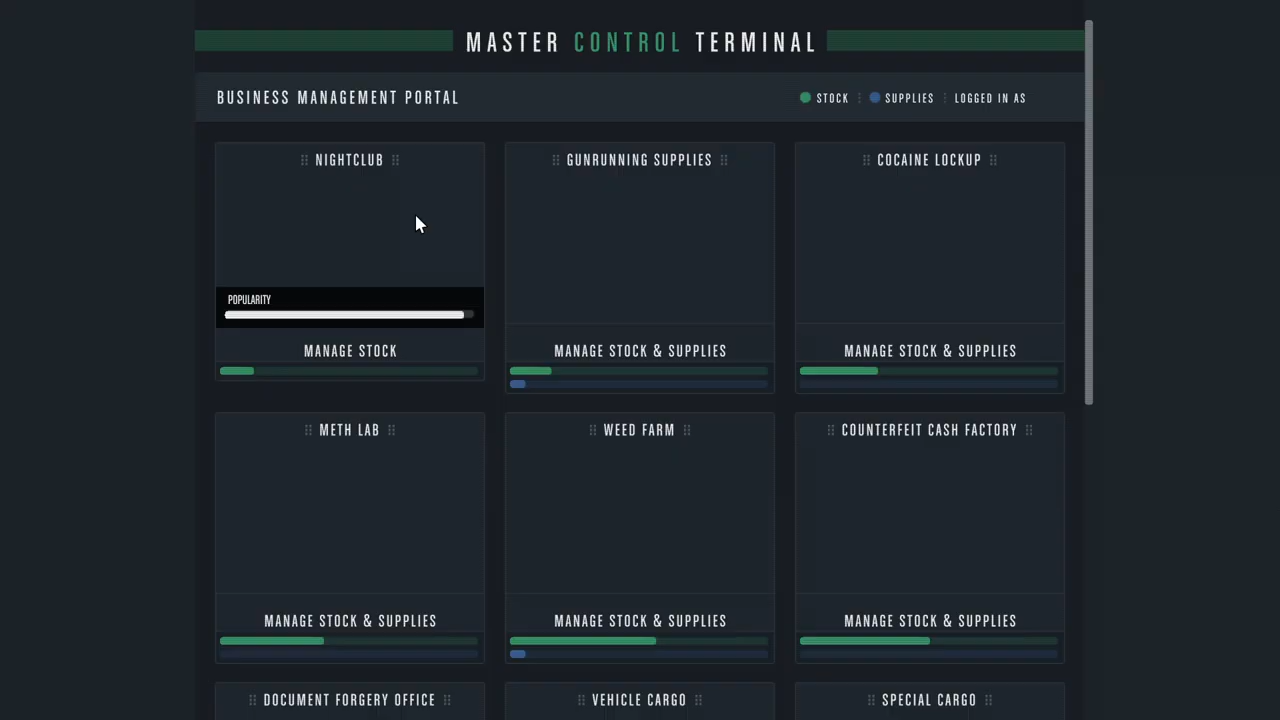 MASTER CONTROL TERMINAL
BUSINESS MANAGEMENT PORTAL
STOCK
SUPPLIES
LOGGED IN AS
NIGHTCLUB
GUNRUNNING SUPPLIES
COCAINE LOCKUP
POPULARITY
MANAGE STOCK
MANAGE STOCK & SUPPLIES
MANAGE STOCK & SUPPLIES
METH LAB
WEED FARM
COUNTERFEIT CASH FACTORY
MANAGE STOCK & SUPPLIES
MANAGE STOCK & SUPPLIES
MANAGE STOCK & SUPPLIES
DOCUMENT FORGERY OFFICE
VEHICLE CARGO
SPECIAL CARGO